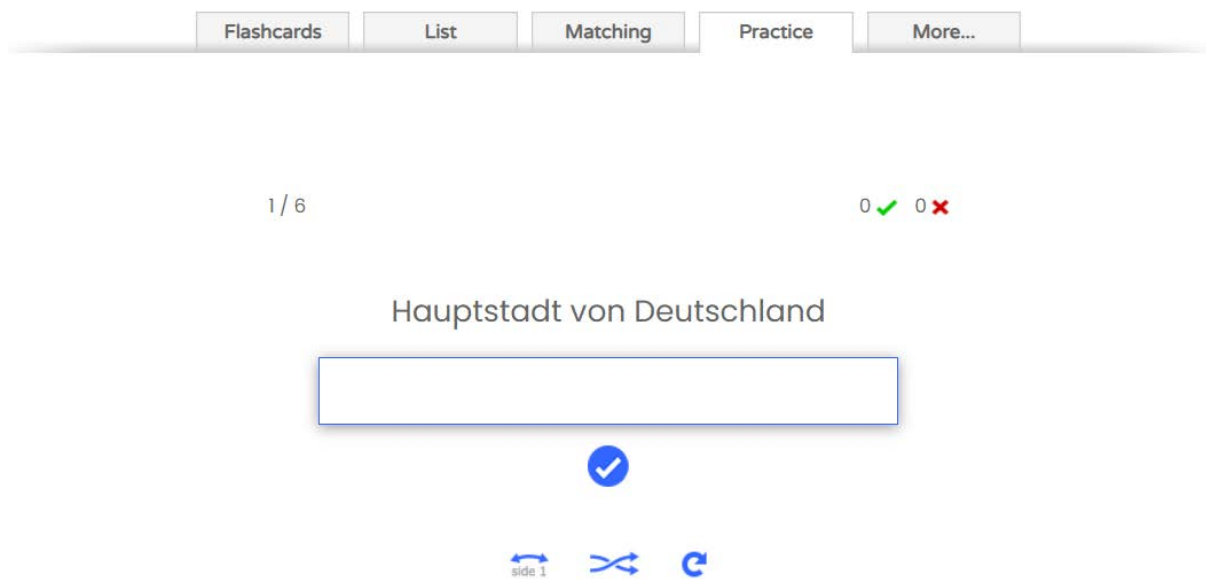 Flashcards List Matching Practice More...
1 / 6 0 0
Hauptstadt von Deutschland
side 1